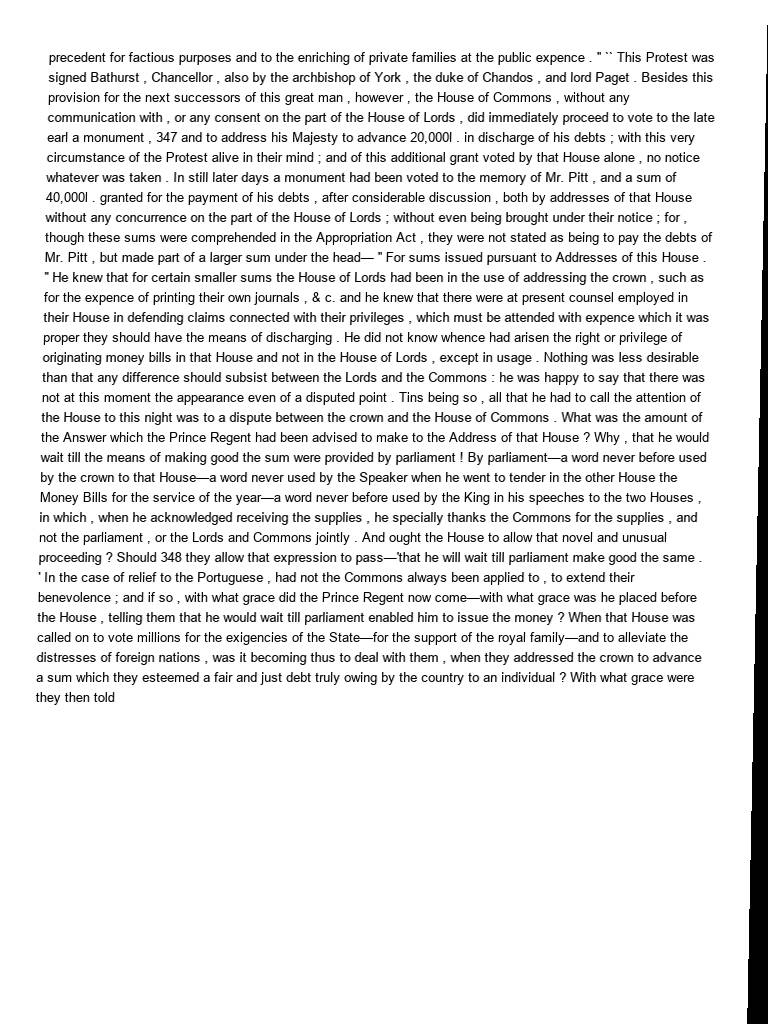 precedent for factious purposes and to the enriching of private families at the public expence . " `` This Protest was
signed Bathurst , Chancellor , also by the archbishop of York , the duke of Chandos , and lord Paget . Besides this
provision for the next successors of this great man , however , the House of Commons , without any
communication with , or any consent on the part of the House of Lords , did immediately proceed to vote to the late
earl a monument , 347 and to address his Majesty to advance 20,000l . in discharge of his debts ; with this very
circumstance of the Protest alive in their mind ; and of this additional grant voted by that House alone , no notice
whatever was taken . In still later days a monument had been voted to the memory of Mr. Pitt , and a sum of
40,000l . granted for the payment of his debts , after considerable discussion , both by addresses of that House
without any concurrence on the part of the House of Lords ; without even being brought under their notice ; for ,
though these sums were comprehended in the Appropriation Act , they were not stated as being to pay the debts of
Mr. Pitt , but made part of a larger sum under the head— " For sums issued pursuant to Addresses of this House .
" He knew that for certain smaller sums the House of Lords had been in the use of addressing the crown , such as
for the expence of printing their own journals , & c. and he knew that there were at present counsel employed in
their House in defending claims connected with their privileges , which must be attended with expence which it was
proper they should have the means of discharging . He did not know whence had arisen the right or privilege of
originating money bills in that House and not in the House of Lords , except in usage . Nothing was less desirable
than that any difference should subsist between the Lords and the Commons : he was happy to say that there was
not at this moment the appearance even of a disputed point . Tins being so , all that he had to call the attention of
the House to this night was to a dispute between the crown and the House of Commons . What was the amount of
the Answer which the Prince Regent had been advised to make to the Address of that House ? Why , that he would
wait till the means of making good the sum were provided by parliament ! By parliament—a word never before used
by the crown to that House—a word never used by the Speaker when he went to tender in the other House the
Money Bills for the service of the year—a word never before used by the King in his speeches to the two Houses ,
in which , when he acknowledged receiving the supplies , he specially thanks the Commons for the supplies , and
not the parliament , or the Lords and Commons jointly . And ought the House to allow that novel and unusual
proceeding ? Should 348 they allow that expression to pass—'that he will wait till parliament make good the same .
' In the case of relief to the Portuguese , had not the Commons always been applied to , to extend their
benevolence ; and if so , with what grace did the Prince Regent now come—with what grace was he placed before
the House , telling them that he would wait till parliament enabled him to issue the money ? When that House was
called on to vote millions for the exigencies of the State—for the support of the royal family—and to alleviate the
distresses of foreign nations , was it becoming thus to deal with them , when they addressed the crown to advance
a sum which they esteemed a fair and just debt truly owing by the country to an individual ? With what grace were
they then told